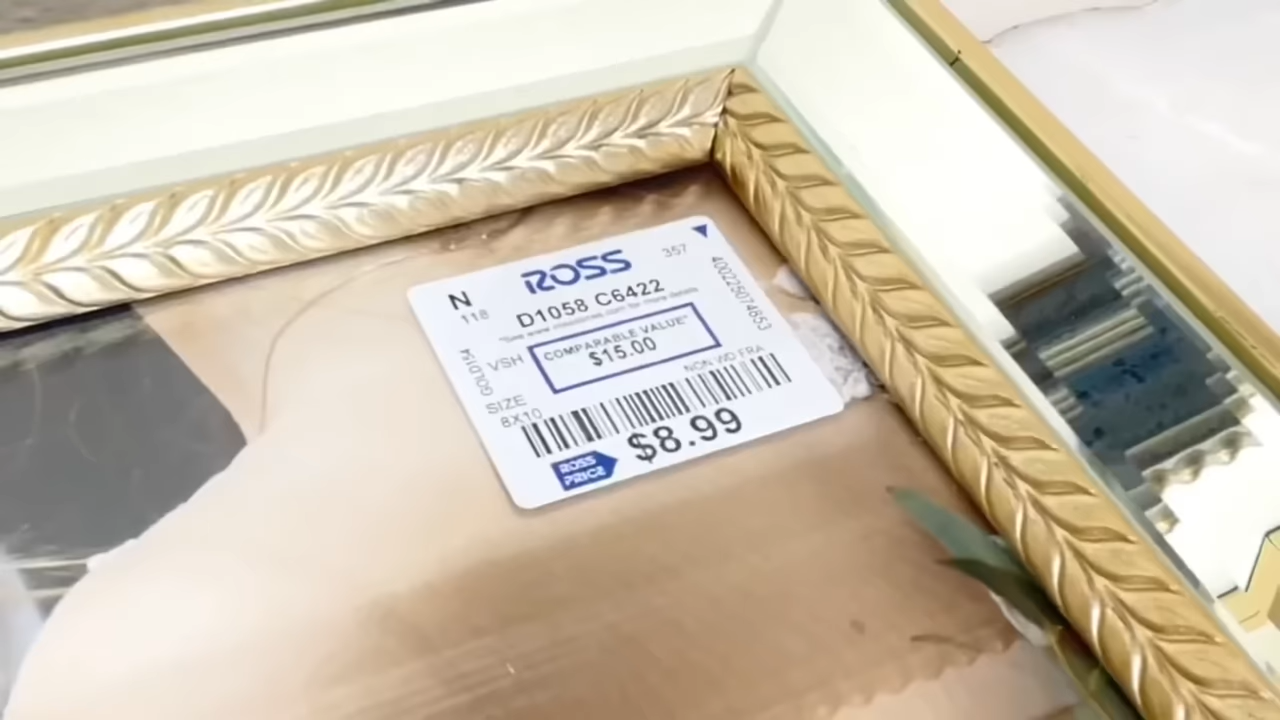 ROSS
357
N
118
D1058 C6422
*See www.rossstores.com for more details
400225074853
VSH
COMPARABLE VALUE*
$15.00
GOLD154
NON WD FRA
SIZE
8X10
ROSS
PRICE
$8.99